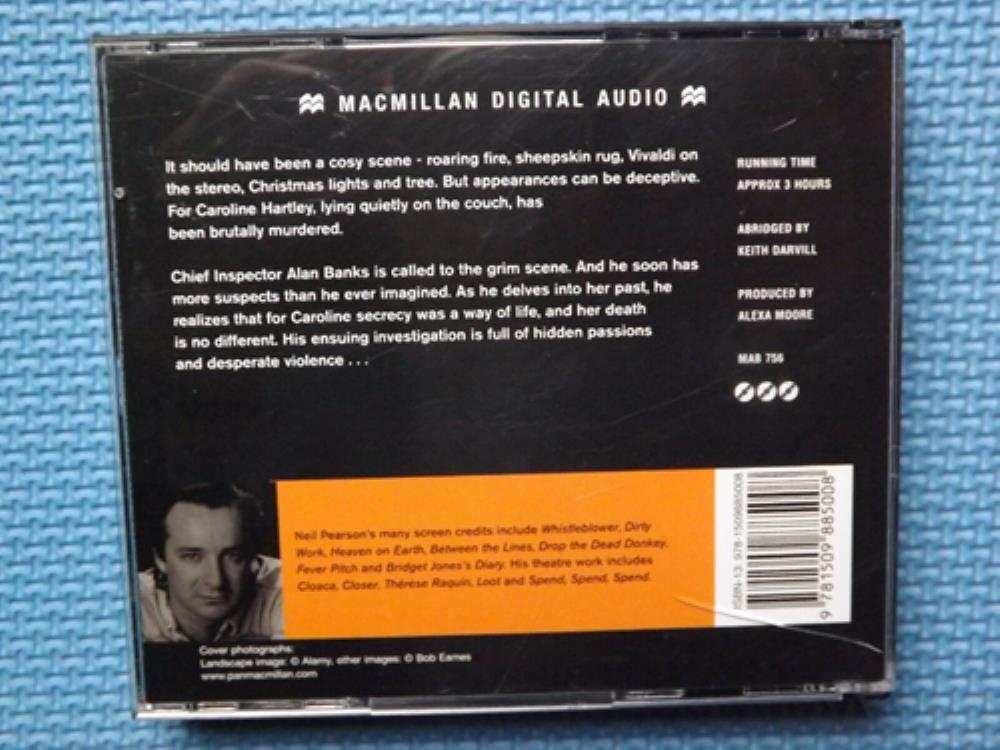 MACMILLAN DIGITAL AUDIO
It should have been a cosy scene - roaring fire, sheepskin rug, Vivaldi on
the stereo, Christmas lights and tree. But appearances can be deceptive.
For Caroline Hartley, lying quietly on the couch, has
been brutally murdered.
Chief Inspector Alan Banks is called to the grim scene. And he soon has
more suspects than he ever imagined. As he delves into her past, he
realizes that for Caroline secrecy was a way of life, and her death
is no different. His ensuing investigation is full of hidden passions
and desperate violence . . .
RUNNING TIME
APPROX 3 HOURS
ABRIDGED BY
KEITH DARVILL
PRODUCED BY
ALEXA MOORE
MAB 756
Neil Pearson's many screen credits include Whistleblower, Dirty
Work, Heaven on Earth, Between the Lines, Drop the Dead Donkey,
Fever Pitch and Bridget Jones's Diary. His theatre work includes
Cloaca, Closer, Thérèse Raquin, Loot and Spend, Spend, Spend.
ISBN-13: 978-1509885008
9 781509 885008
Cover photographs:
Landscape image: © Alamy, other images: © Bob Eames
www.panmacmillan.com